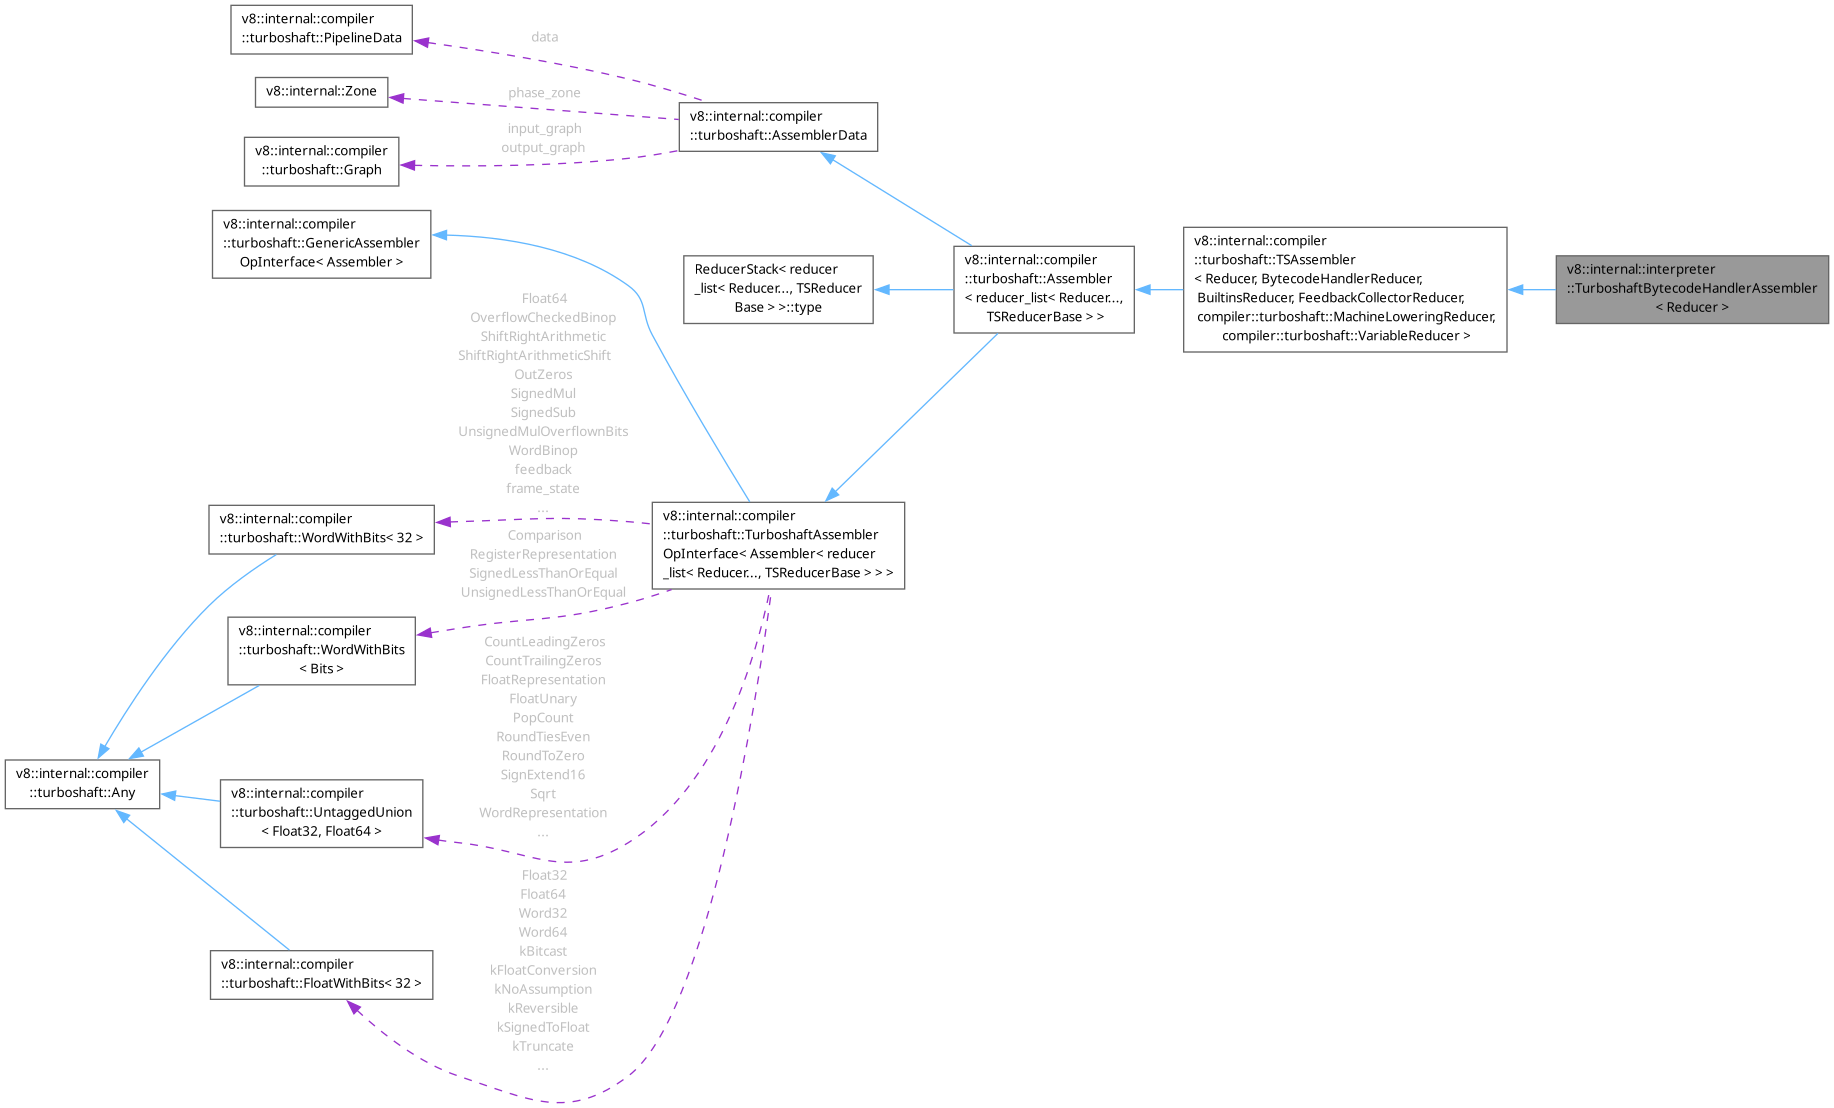 v8::internal::compiler
::turboshaft::PipelineData
data
v8::internal::Zone
phase_zone
v8::internal::compiler
::turboshaft::AssemblerData
input_graph
output_graph
v8::internal::compiler
::turboshaft::Graph
v8::internal::compiler
::turboshaft::GenericAssembler
OpInterface< Assembler >
ReducerStack< reducer
_list< Reducer..., TSReducer
Base > >::type
v8::internal::compiler
::turboshaft::Assembler
< reducer_list< Reducer...,
TSReducerBase > >
v8::internal::compiler
::turboshaft::TSAssembler
< Reducer, BytecodeHandlerReducer,
BuiltinsReducer, FeedbackCollectorReducer,
compiler::turboshaft::MachineLoweringReducer,
compiler::turboshaft::VariableReducer >
v8::internal::interpreter
::TurboshaftBytecodeHandlerAssembler
< Reducer >
Float64
OverflowCheckedBinop
ShiftRightArithmetic
ShiftRightArithmeticShift
OutZeros
SignedMul
SignedSub
UnsignedMulOverflownBits
WordBinop
feedback
frame_state
...
v8::internal::compiler
::turboshaft::WordWithBits< 32 >
v8::internal::compiler
::turboshaft::TurboshaftAssembler
OpInterface< Assembler< reducer
_list< Reducer..., TSReducerBase > > >
Comparison
RegisterRepresentation
SignedLessThanOrEqual
UnsignedLessThanOrEqual
v8::internal::compiler
::turboshaft::WordWithBits
< Bits >
CountLeadingZeros
CountTrailingZeros
FloatRepresentation
FloatUnary
PopCount
RoundTiesEven
RoundToZero
SignExtend16
Sqrt
WordRepresentation
...
v8::internal::compiler
::turboshaft::Any
v8::internal::compiler
::turboshaft::UntaggedUnion
< Float32, Float64 >
Float32
Float64
Word32
Word64
kBitcast
kFloatConversion
kNoAssumption
kReversible
kSignedToFloat
kTruncate
...
v8::internal::compiler
::turboshaft::FloatWithBits< 32 >